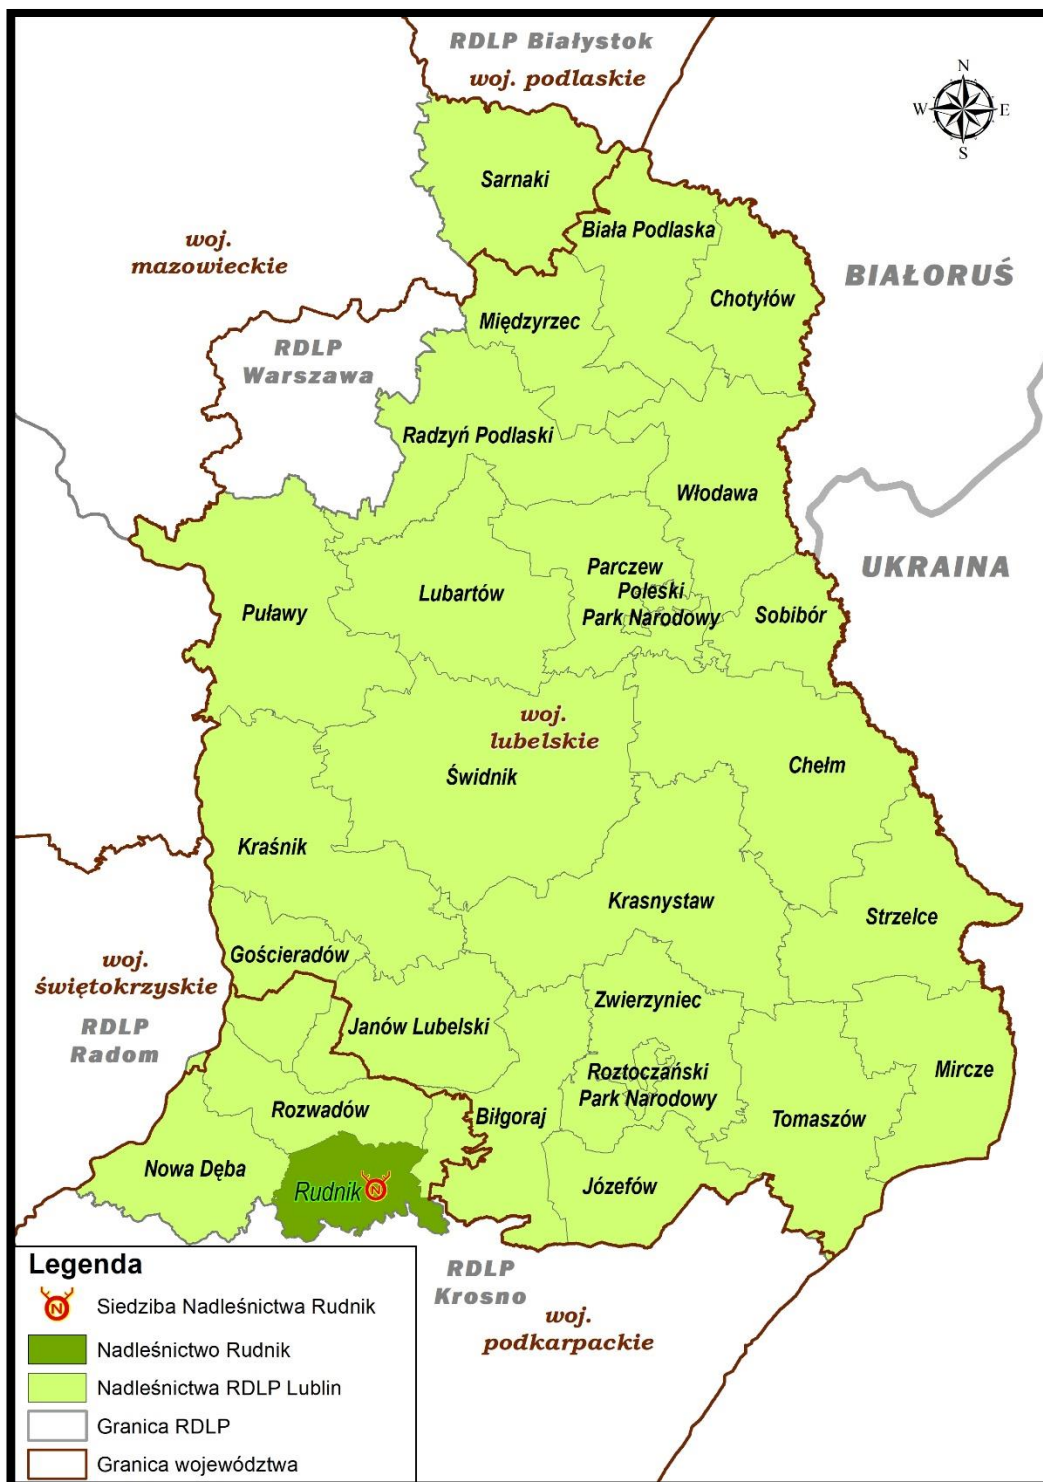 RDLP Białystok
woj. podlaskie
N
W
E
S
Sarnaki
woj.
mazowieckie
Biała Podlaska
BIAŁORUŚ
Chotyłów
Międzyrzec
RDLP
Warszawa
Radzyń Podlaski
Włodawa
UKRAINA
Parczew
Poleski
Park Narodowy
Lubartów
Puławy
Sobibór
woj.
lubelskie
Chełm
Świdnik
Kraśnik
Krasnystaw
Strzelce
Gościeradów
woj.
świętokrzyskie
RDLP
Radom
Zwierzyniec
Janów Lubelski
Roztoczański
Park Narodowy
Mircze
Rozwadów
Biłgoraj
Tomaszów
Nowa Dęba
Rudnik
N
Józefów
RDLP
Krosno
woj.
podkarpackie
Legenda
N
Siedziba Nadleśnictwa Rudnik
Nadleśnictwo Rudnik
Nadleśnictwa RDLP Lublin
Granica RDLP
Granica województwa